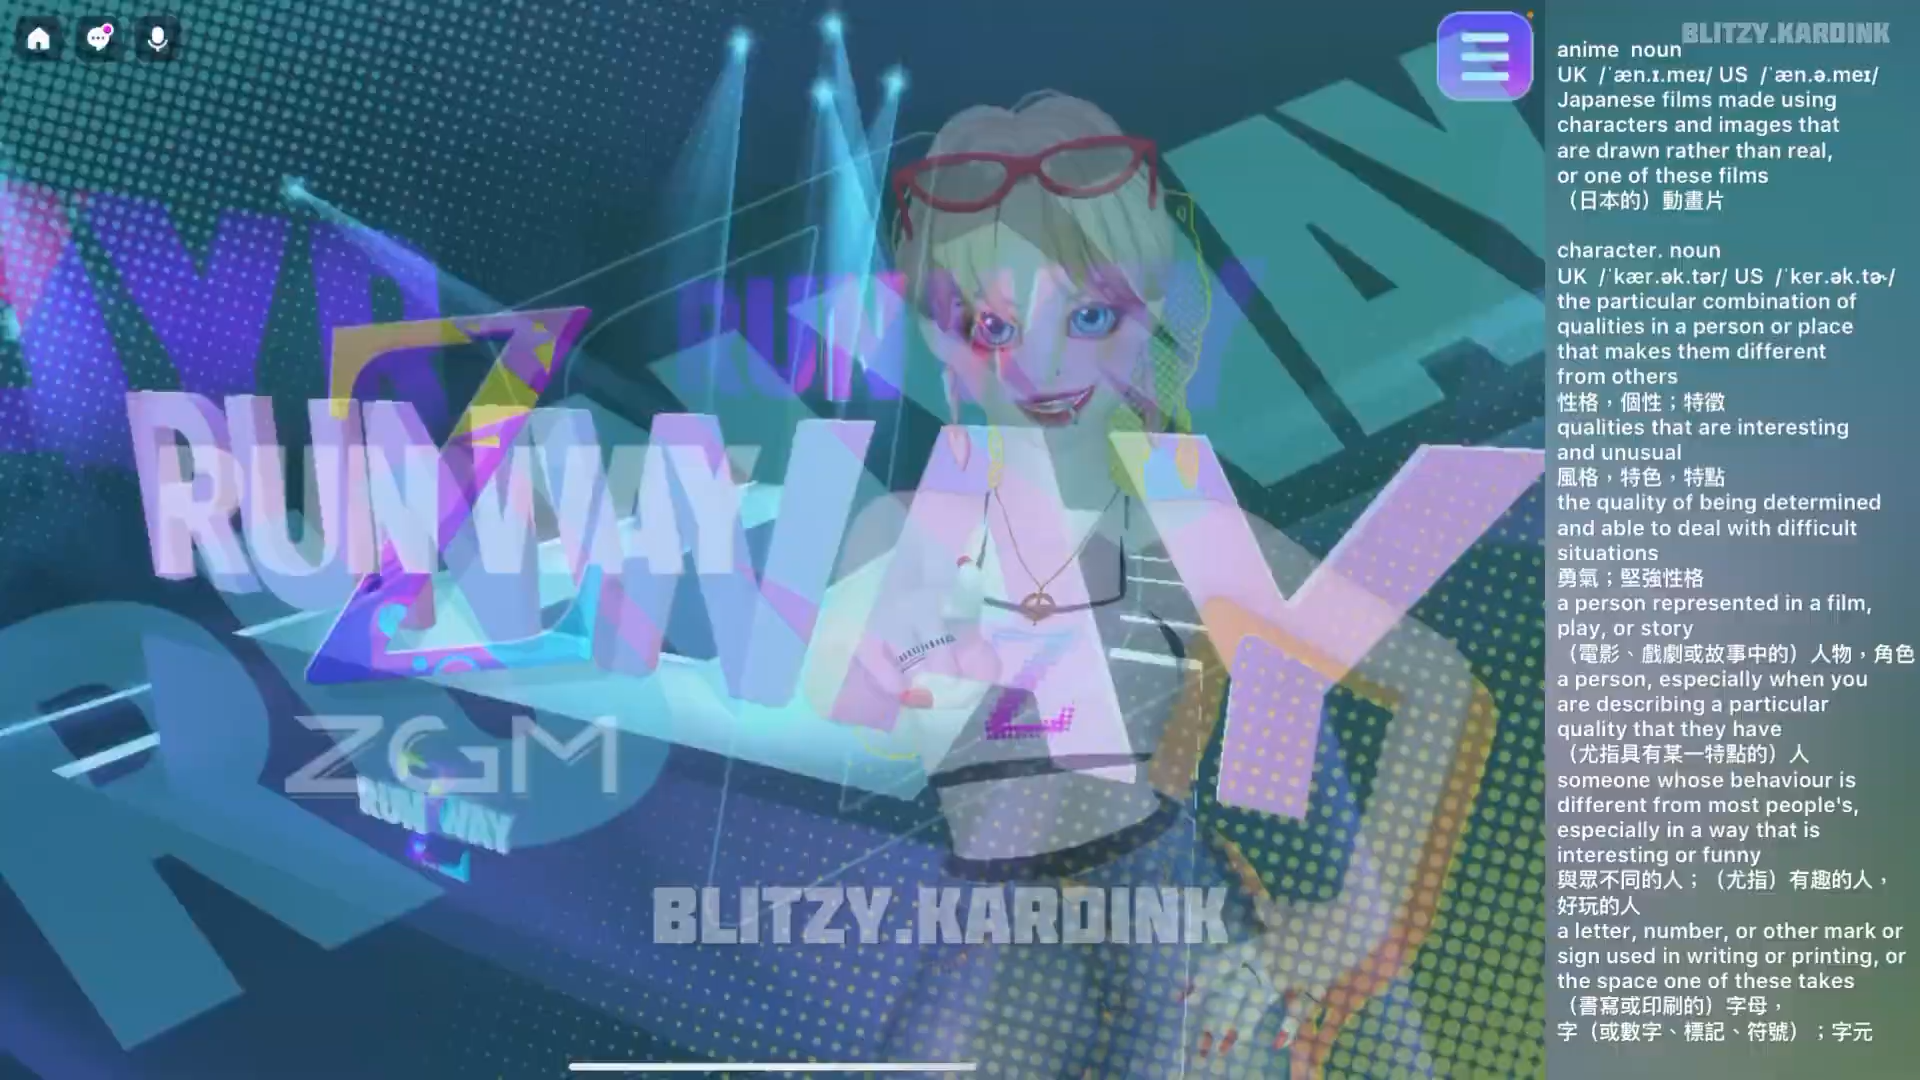 BLITZY.KARDINK
anime  noun
UK  /ˈæn.ɪ.meɪ/ US  /ˈæn.ə.meɪ/
Japanese films made using
characters and images that
are drawn rather than real,
or one of these films
（日本的）動畫片
character. noun
UK  /ˈkær.ək.tər/ US  /ˈker.ək.tɚ/
the particular combination of
qualities in a person or place
that makes them different
from others
性格，個性；特徵
qualities that are interesting
and unusual
風格，特色，特點
the quality of being determined
and able to deal with difficult
situations
勇氣；堅強性格
a person represented in a film,
play, or story
（電影、戲劇或故事中的）人物，角色
a person, especially when you
are describing a particular
quality that they have
（尤指具有某一特點的）人
someone whose behaviour is
different from most people's,
especially in a way that is
interesting or funny
與眾不同的人；（尤指）有趣的人，
好玩的人
a letter, number, or other mark or
sign used in writing or printing, or
the space one of these takes
（書寫或印刷的）字母，
字（或數字、標記、符號）；字元
RUNWAY
RUNWAY
RUNWAY
Z
ZGM
RUNWAY
Z
BLITZY.KARDINK